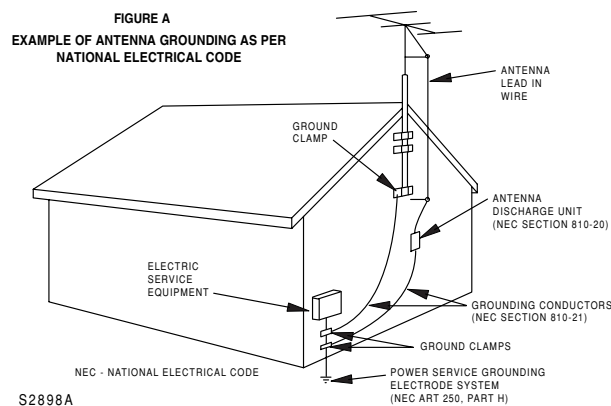 FIGURE A
EXAMPLE OF ANTENNA GROUNDING AS PER
NATIONAL ELECTRICAL CODE
ANTENNA
LEAD IN
WIRE
GROUND
CLAMP
ANTENNA
DISCHARGE UNIT
(NEC SECTION 810-20)
ELECTRIC
SERVICE
EQUIPMENT
GROUNDING CONDUCTORS
(NEC SECTION 810-21)
GROUND CLAMPS
NEC - NATIONAL ELECTRICAL CODE
POWER SERVICE GROUNDING
ELECTRODE SYSTEM
(NEC ART 250, PART H)
S2898A